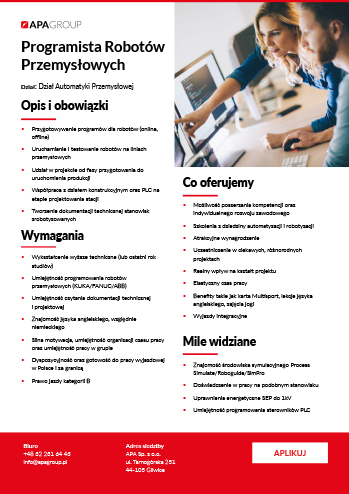 APAGROUP
Programista Robotów
Przemysłowych
Dział: Dział Automatyki Przemysłowej
Opis i obowiązki
• Przygotowywanie programów dla robotów (online,
offline)
• Uruchamianie i testowanie robotów na liniach
przemysłowych
• Udział w projekcie od fazy przygotowania do
uruchomienia produkcji
• Współpraca z działem konstrukcyjnym oraz PLC na
etapie projektowania stacji
• Tworzenie dokumentacji technicznej stanowisk
zrobotyzowanych
Wymagania
• Wykształcenie wyższe techniczne (lub ostatni rok
studiów)
• Umiejętność programowania robotów
przemysłowych (KUKA/FANUC/ABB)
• Umiejętność czytania dokumentacji technicznej
i projektowej
• Znajomość języka angielskiego, względnie
niemieckiego
• Silna motywacja, umiejętność organizacji czasu pracy
oraz umiejętność pracy w grupie
• Dyspozycyjność oraz gotowość do pracy wyjazdowej
w Polsce i za granicą
• Prawo jazdy kategorii B
Co oferujemy
• Możliwość poszerzania kompetencji oraz
indywidualnego rozwoju zawodowego
• Szkolenia z dziedziny automatyzacji i robotyzacji
• Atrakcyjne wynagrodzenie
• Uczestniczenie w ciekawych, różnorodnych
projektach
• Realny wpływ na kształt projektu
• Elastyczny czas pracy
• Benefity takie jak karta Multisport, lekcje języka
angielskiego, zajęcia jogi
• Wyjazdy integracyjne
Mile widziane
• Znajomość środowiska symulacyjnego Process
Simulate/Roboguide/SimPro
• Doświadczenie w pracy na podobnym stanowisku
• Uprawnienia energetyczne SEP do 1kV
• Umiejętność programowania sterowników PLC
Biuro
+48 32 231 64 43
info@apagroup.pl
Adres siedziby
APA Sp. z o.o.
ul. Tarnogórska 251
44-105 Gliwice
APLIKUJ